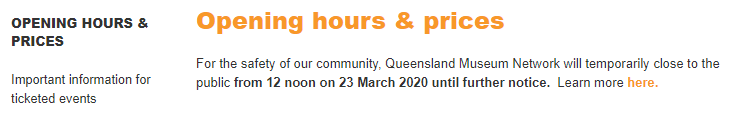 OPENING HOURS &
PRICES
Important information for
ticketed events
Opening hours & prices
For the safety of our community, Queensland Museum Network will temporarily close to the
public from 12 noon on 23 March 2020 until further notice.  Learn more here.